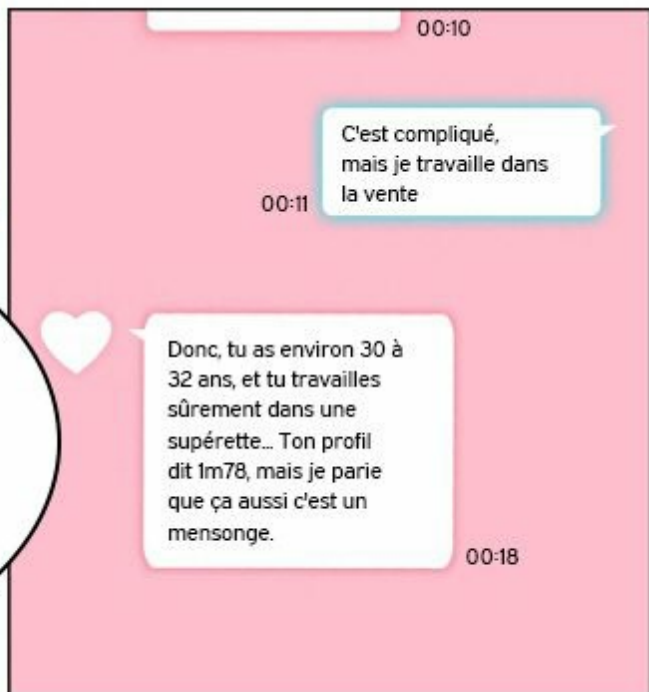 00:10
C'est compliqué,
mais je travaille dans
la vente
00:11
Donc, tu as environ 30 à
32 ans, et tu travailles
sûrement dans une
supérette... Ton profil
dit 1m78, mais je parie
que ça aussi c'est un
mensonge.
00:18